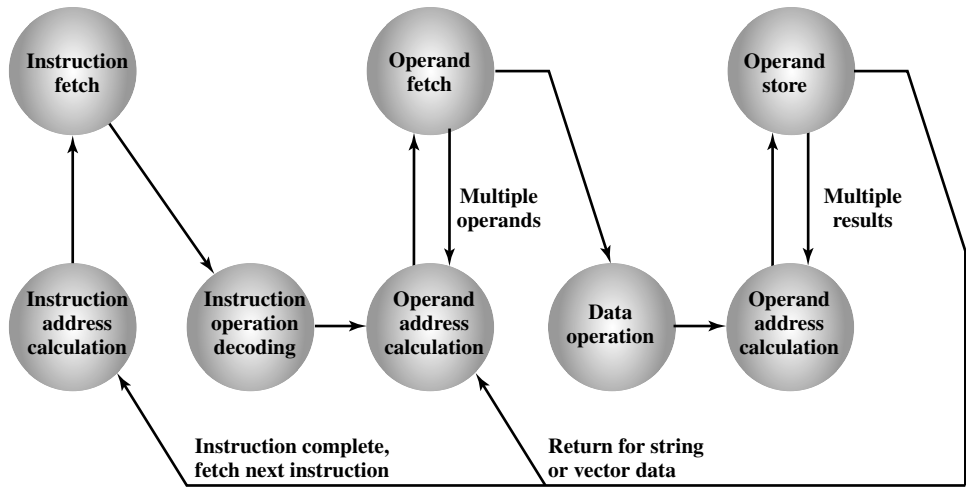 Instruction
fetch
Operand
fetch
Operand
store
Multiple
operands
Multiple
results
Instruction
address
calculation
Instruction
operation
decoding
Operand
address
calculation
Data
operation
Operand
address
calculation
Instruction complete,
fetch next instruction
Return for string
or vector data